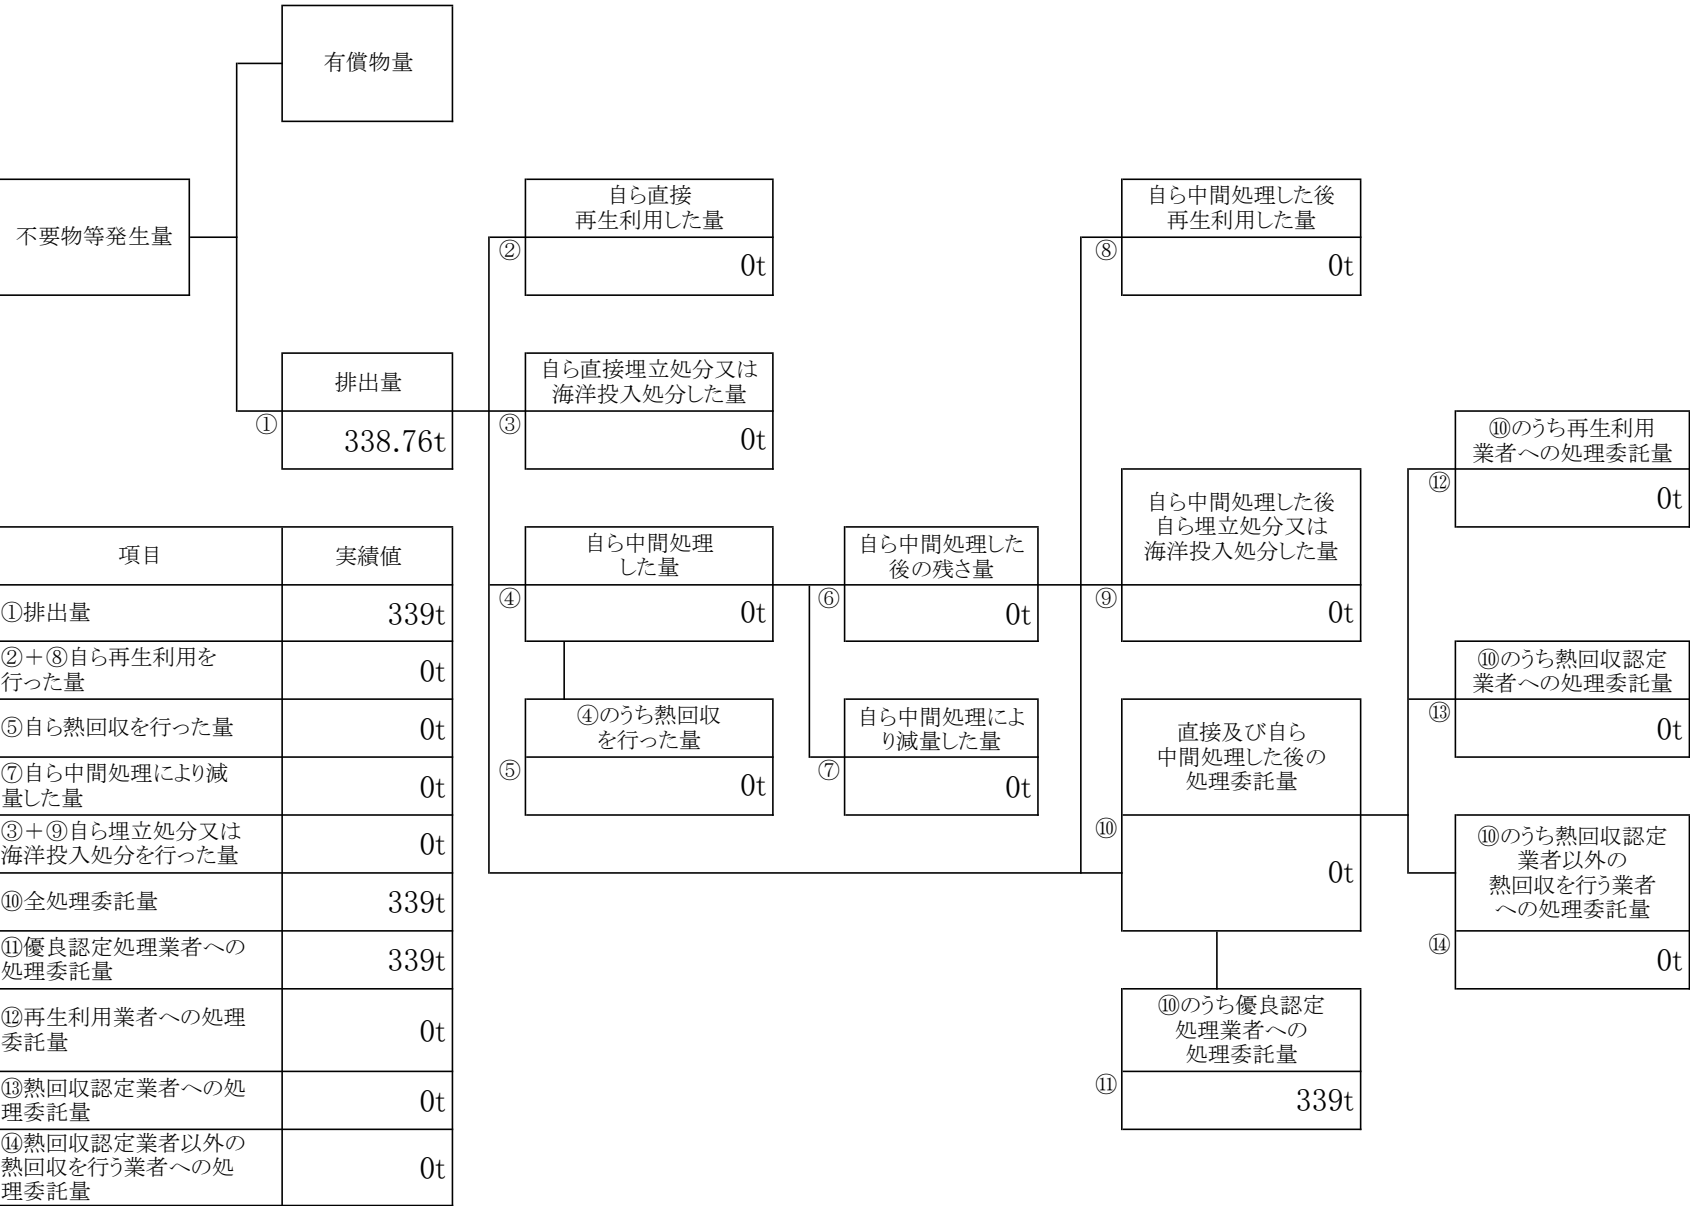 有償物量
不要物等発生量
自ら直接
再生利用した量
②
0t
自ら中間処理した後
再生利用した量
⑧
0t
排出量
①
338.76t
自ら直接埋立処分又は
海洋投入処分した量
③
0t
⑩のうち再生利用
業者への処理委託量
⑫
0t
自ら中間処理
した量
④
0t
自ら中間処理した
後の残さ量
⑥
0t
自ら中間処理した後
自ら埋立処分又は
海洋投入処分した量
⑨
0t
⑩のうち熱回収認定
業者への処理委託量
⑬
0t
④のうち熱回収
を行った量
⑤
0t
自ら中間処理によ
り減量した量
⑦
0t
直接及び自ら
中間処理した後の
処理委託量
⑩
0t
⑩のうち熱回収認定
業者以外の
熱回収を行う業者
への処理委託量
⑭
0t
⑩のうち優良認定
処理業者への
処理委託量
⑪
339t
項目 実績値
①排出量 339t
②+⑧自ら再生利用を
行った量 0t
⑤自ら熱回収を行った量 0t
⑦自ら中間処理により減
量した量 0t
③+⑨自ら埋立処分又は
海洋投入処分を行った量 0t
⑩全処理委託量 339t
⑪優良認定処理業者への
処理委託量 339t
⑫再生利用業者への処理
委託量 0t
⑬熱回収認定業者への処
理委託量 0t
⑭熱回収認定業者以外の
熱回収を行う業者への処
理委託量 0t